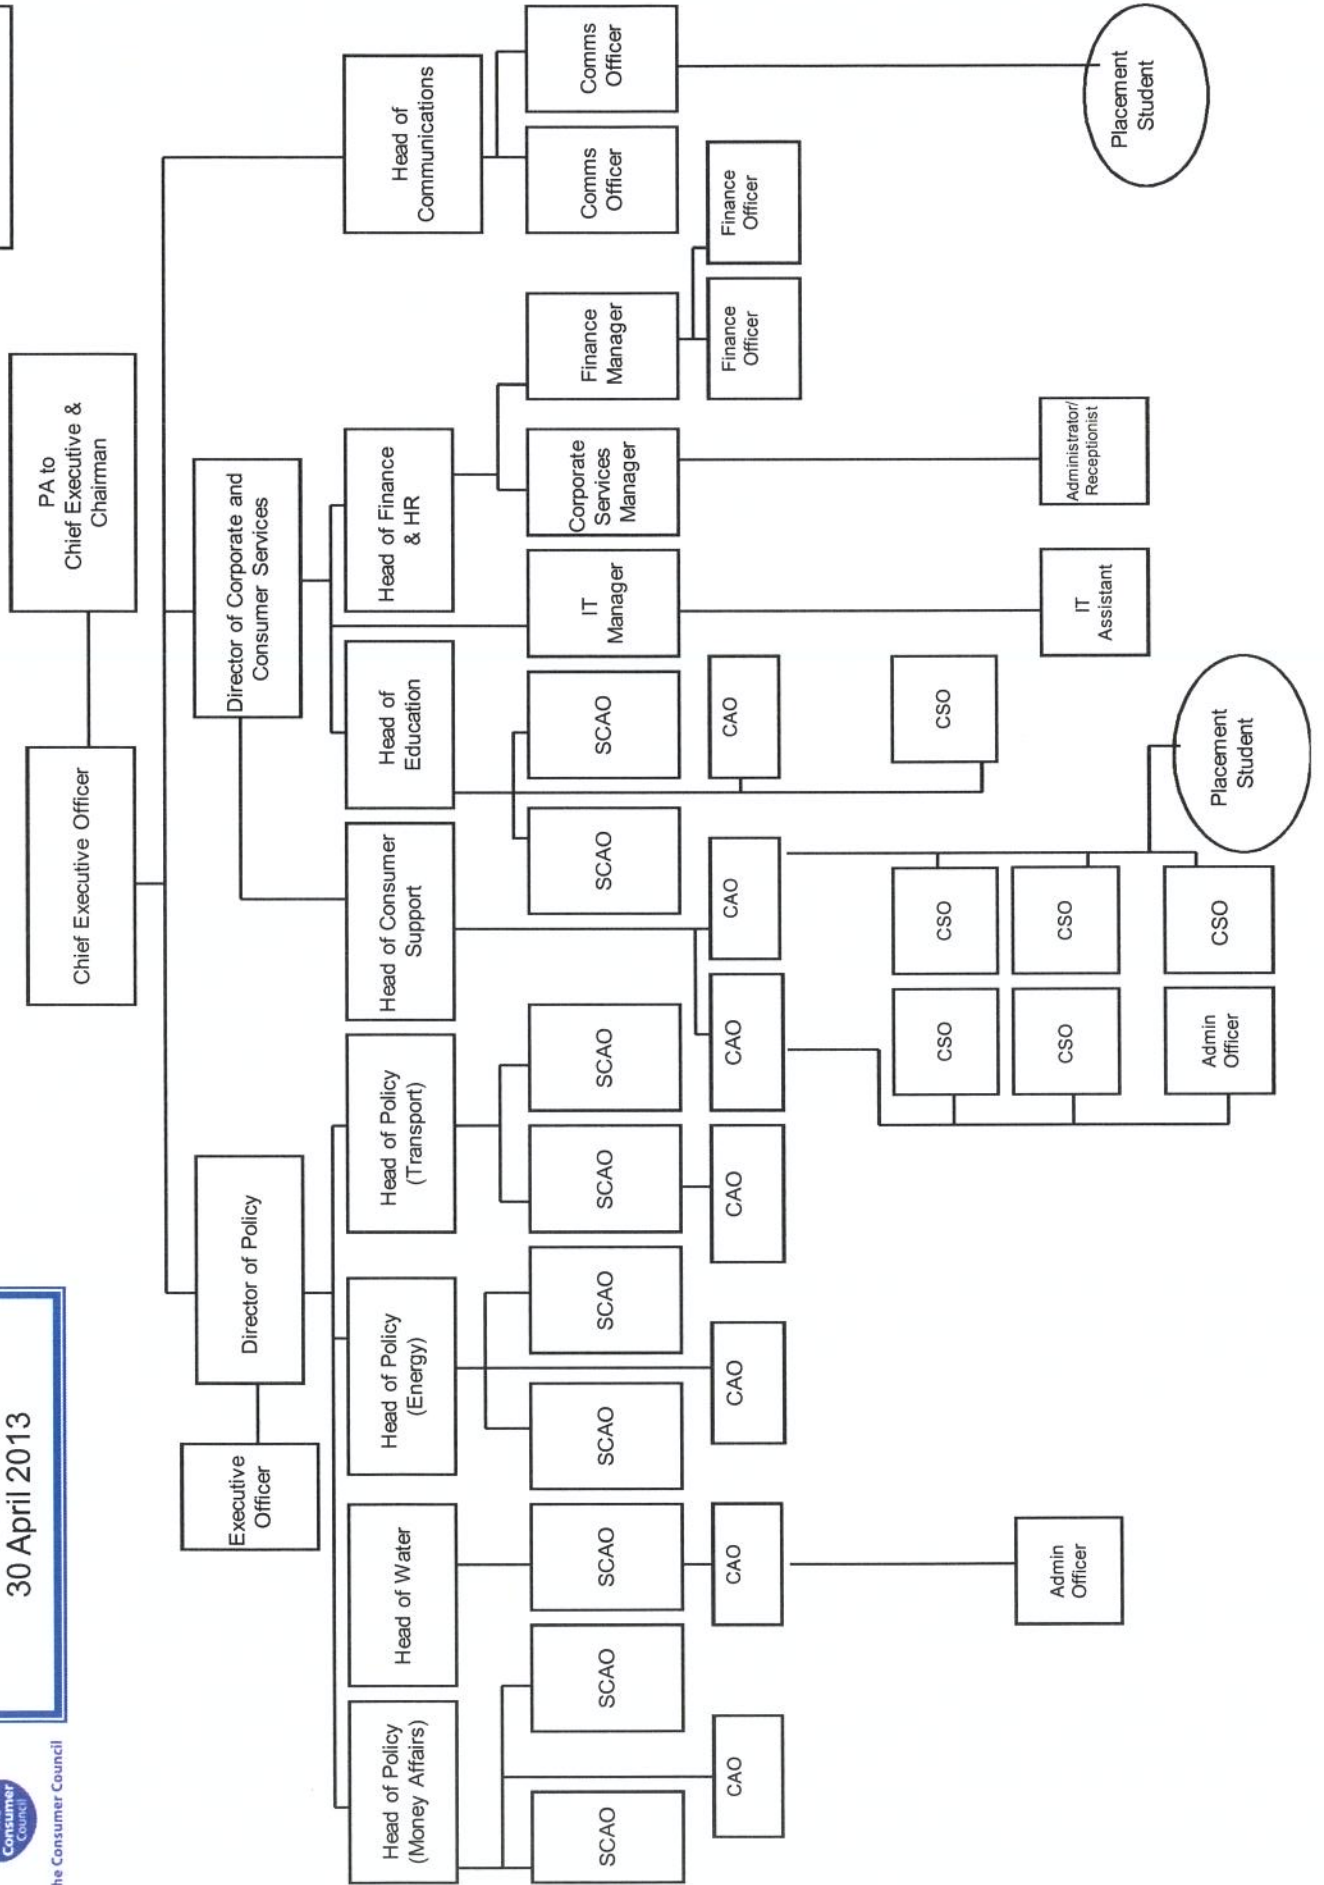 Consumer
Council
he Consumer Council
30 April 2013
PA to
Chief Executive &
Chairman
Chief Executive Officer
Executive
Officer
Director of Policy
Director of Corporate and
Consumer Services
Head of Policy
(Money Affairs)
Head of Water
Head of Policy
(Energy)
Head of Policy
(Transport)
Head of Consumer
Support
Head of
Education
Head of Finance
& HR
Head of
Communications
SCAO
SCAO
SCAO
SCAO
SCAO
SCAO
SCAO
SCAO
SCAO
IT
Manager
Corporate
Services
Manager
Finance
Manager
Comms
Officer
Comms
Officer
CAO
CAO
CAO
CAO
CAO
CAO
CAO
Finance
Officer
Finance
Officer
CSO
CSO
CSO
CSO
CSO
Admin
Officer
IT
Assistant
Administrator/
Receptionist
Placement
Student
Admin
Officer
CSO
Placement
Student